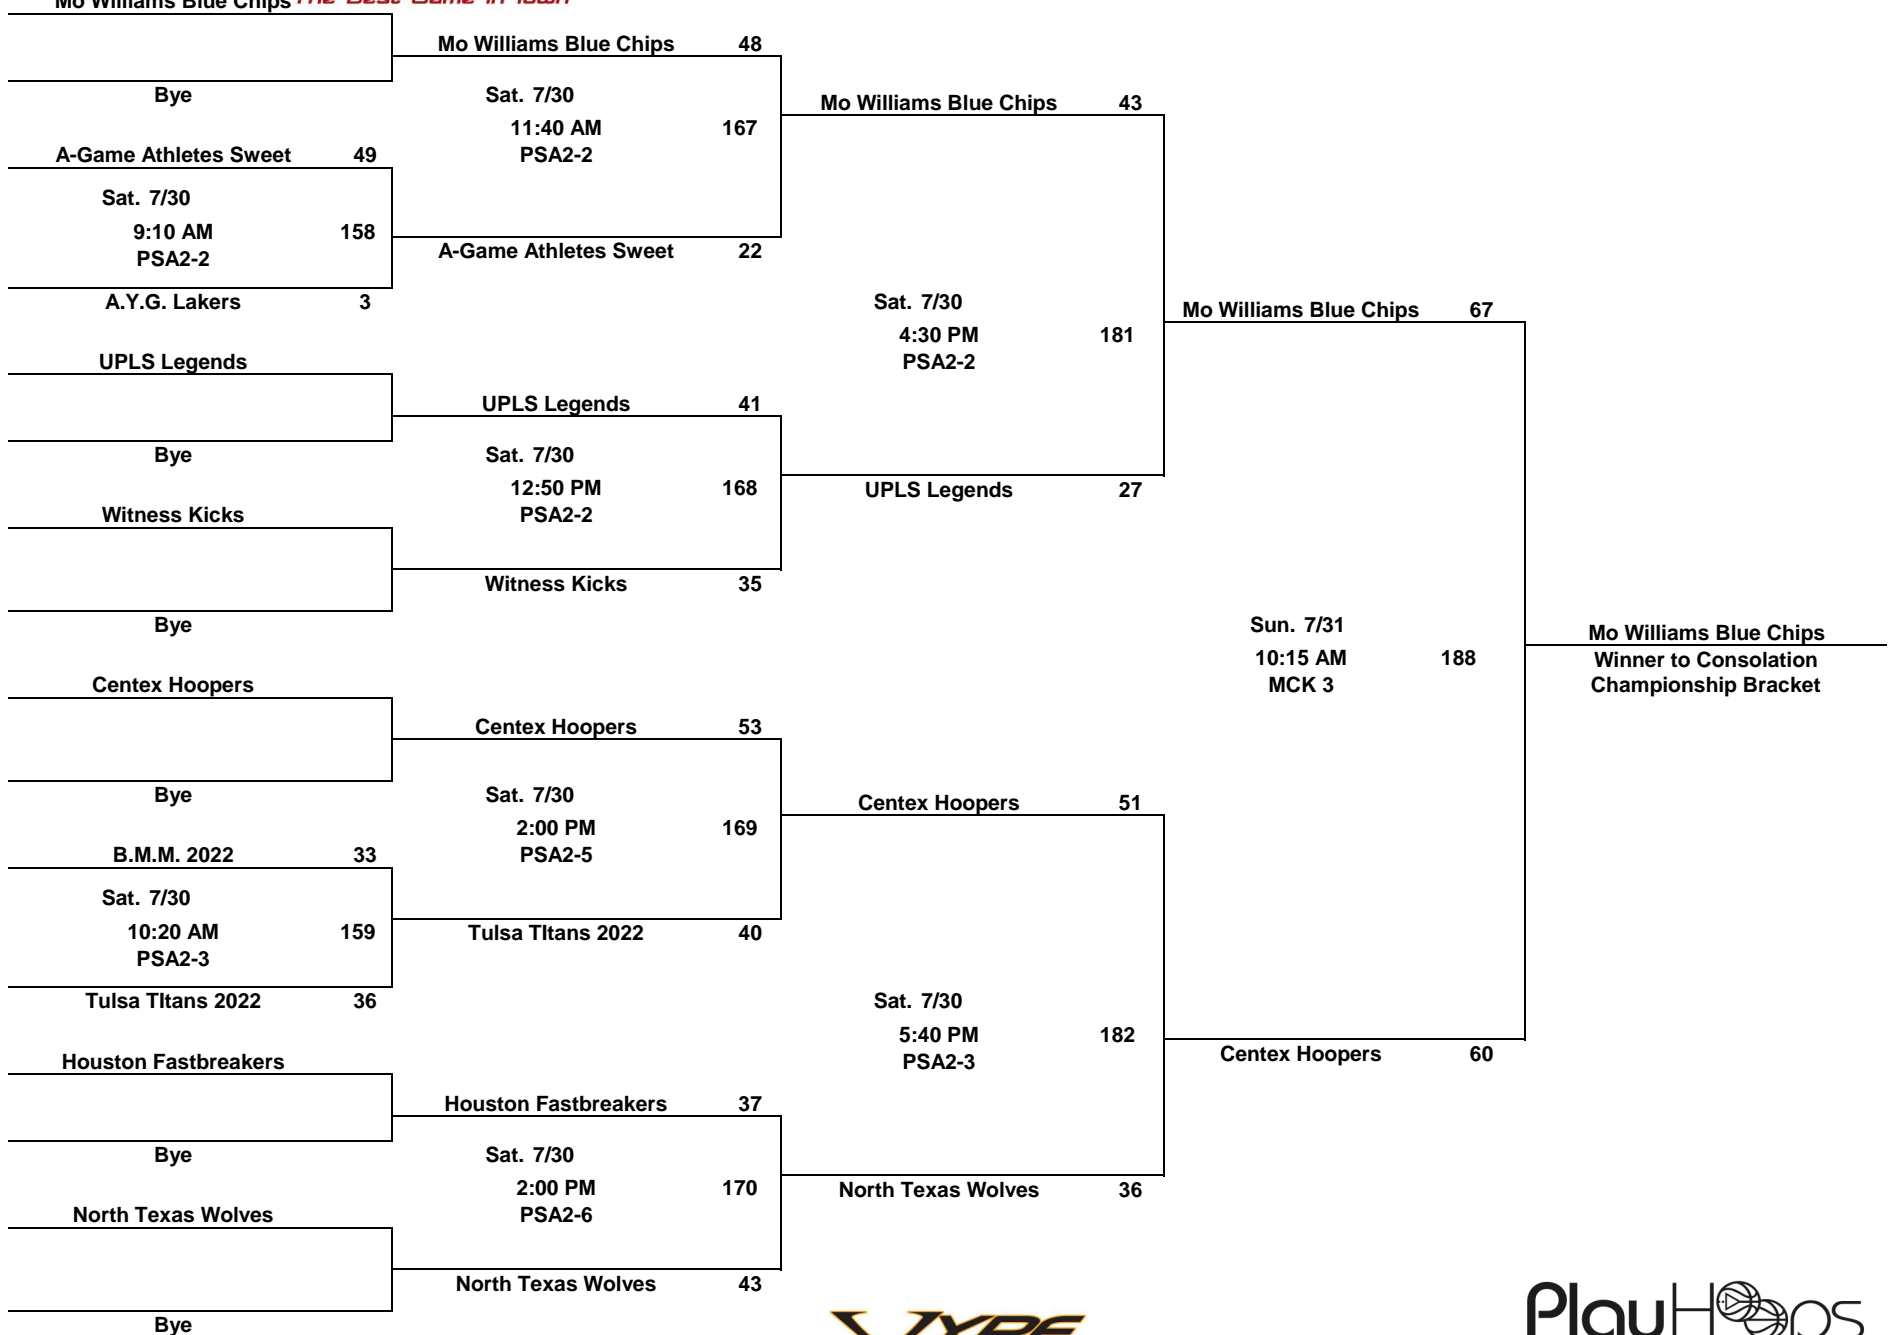 Mo Williams Blue Chips The Best Game in Town
Mo Williams Blue Chips 48
Bye
Sat. 7/30
11:40 AM 167
PSA2-2
Mo Williams Blue Chips 43
A-Game Athletes Sweet 49
Sat. 7/30
9:10 AM 158
PSA2-2
A-Game Athletes Sweet 22
A.Y.G. Lakers 3
Sat. 7/30
4:30 PM 181
PSA2-2
Mo Williams Blue Chips 67
UPLS Legends
UPLS Legends 41
Bye
Sat. 7/30
12:50 PM 168
PSA2-2
UPLS Legends 27
Witness Kicks
Witness Kicks 35
Bye
Sun. 7/31
10:15 AM 188
MCK 3
Mo Williams Blue Chips
Winner to Consolation
Championship Bracket
Centex Hoopers
Centex Hoopers 53
Bye
Sat. 7/30
2:00 PM 169
PSA2-5
Centex Hoopers 51
B.M.M. 2022 33
Sat. 7/30
10:20 AM 159
PSA2-3
Tulsa TItans 2022 40
Tulsa TItans 2022 36
Sat. 7/30
5:40 PM 182
PSA2-3
Centex Hoopers 60
Houston Fastbreakers
Houston Fastbreakers 37
Bye
Sat. 7/30
2:00 PM 170
PSA2-6
North Texas Wolves 36
North Texas Wolves
North Texas Wolves 43
Bye
VYPE
PlayHoops